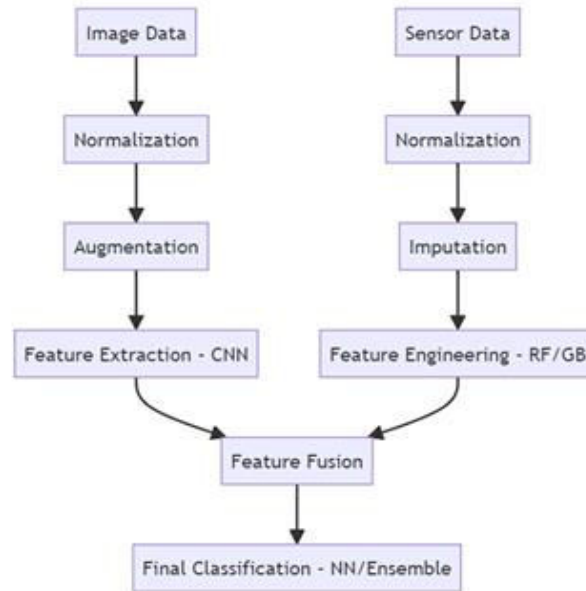 Image Data
Sensor Data
Normalization
Normalization
Augmentation
Imputation
Feature Extraction - CNN
Feature Engineering - RF/GB
Feature Fusion
Final Classification - NN/Ensemble